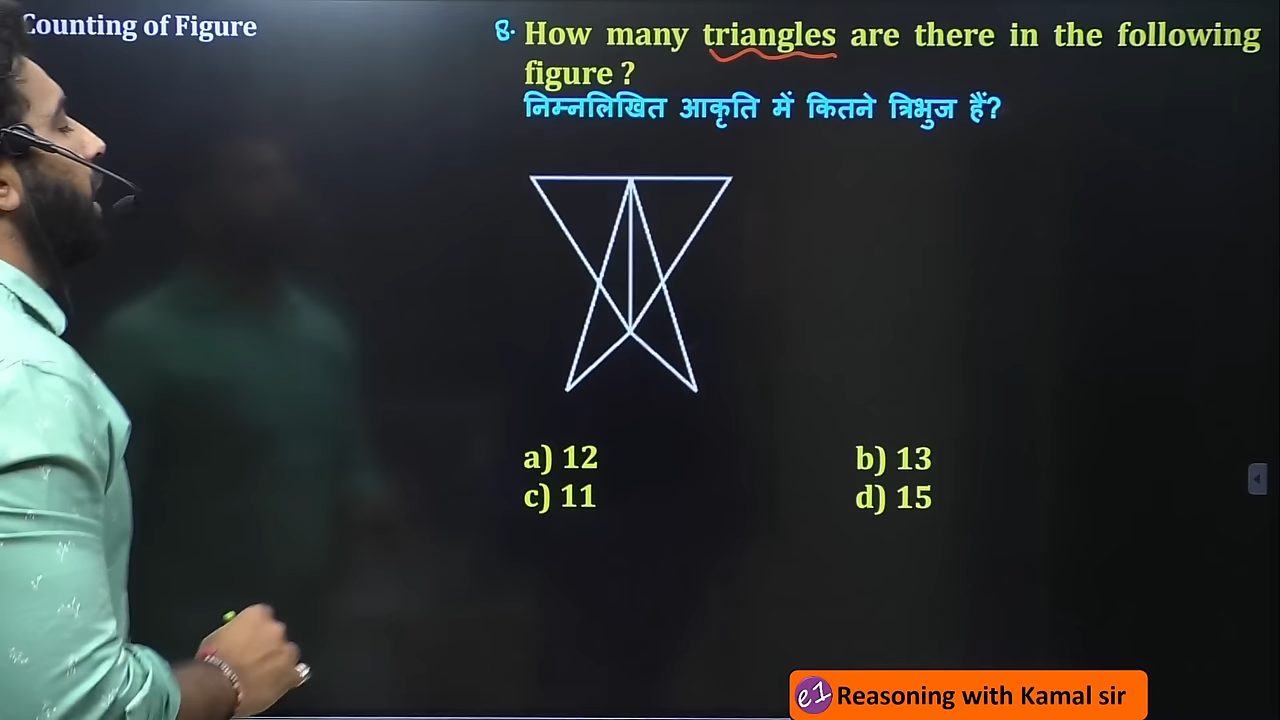 Counting of Figure
8. How many triangles are there in the following
figure ?
निम्नलिखित आकृति में कितने त्रिभुज हैं?
a) 12
b) 13
c) 11
d) 15
e1 Reasoning with Kamal sir